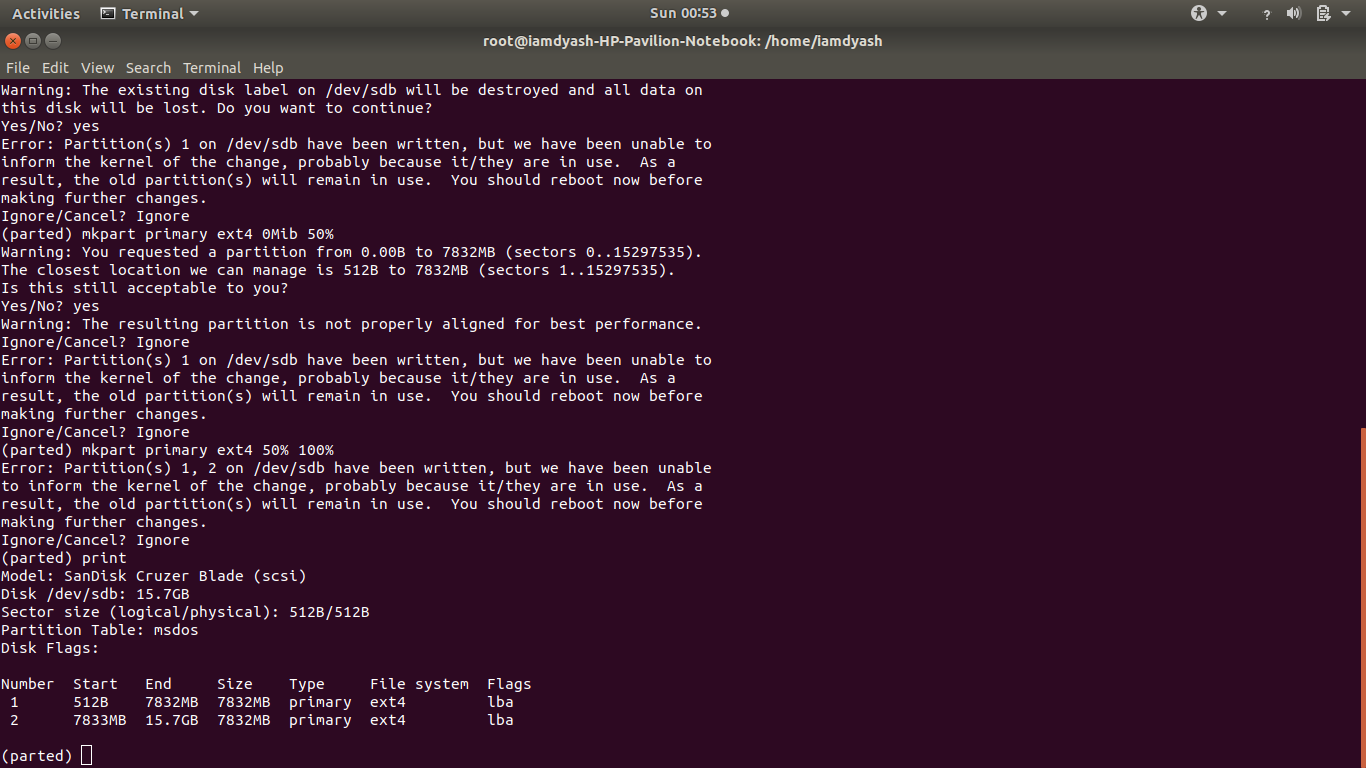 Activities Terminal Sun 00:53 ?
root@iamdyash-HP-Pavilion-Notebook: /home/iamdyash
File Edit View Search Terminal Help
Warning: The existing disk label on /dev/sdb will be destroyed and all data on
this disk will be lost. Do you want to continue?
Yes/No? yes
Error: Partition(s) 1 on /dev/sdb have been written, but we have been unable to
inform the kernel of the change, probably because it/they are in use.  As a
result, the old partition(s) will remain in use.  You should reboot now before
making further changes.
Ignore/Cancel? Ignore
(parted) mkpart primary ext4 0Mib 50%
Warning: You requested a partition from 0.00B to 7832MB (sectors 0..15297535).
The closest location we can manage is 512B to 7832MB (sectors 1..15297535).
Is this still acceptable to you?
Yes/No? yes
Warning: The resulting partition is not properly aligned for best performance.
Ignore/Cancel? Ignore
Error: Partition(s) 1 on /dev/sdb have been written, but we have been unable to
inform the kernel of the change, probably because it/they are in use.  As a
result, the old partition(s) will remain in use.  You should reboot now before
making further changes.
Ignore/Cancel? Ignore
(parted) mkpart primary ext4 50% 100%
Error: Partition(s) 1, 2 on /dev/sdb have been written, but we have been unable
to inform the kernel of the change, probably because it/they are in use.  As a
result, the old partition(s) will remain in use.  You should reboot now before
making further changes.
Ignore/Cancel? Ignore
(parted) print
Model: SanDisk Cruzer Blade (scsi)
Disk /dev/sdb: 15.7GB
Sector size (logical/physical): 512B/512B
Partition Table: msdos
Disk Flags:
Number  Start   End     Size    Type     File system  Flags
 1      512B    7832MB  7832MB  primary  ext4         lba
 2      7833MB  15.7GB  7832MB  primary  ext4         lba
(parted)